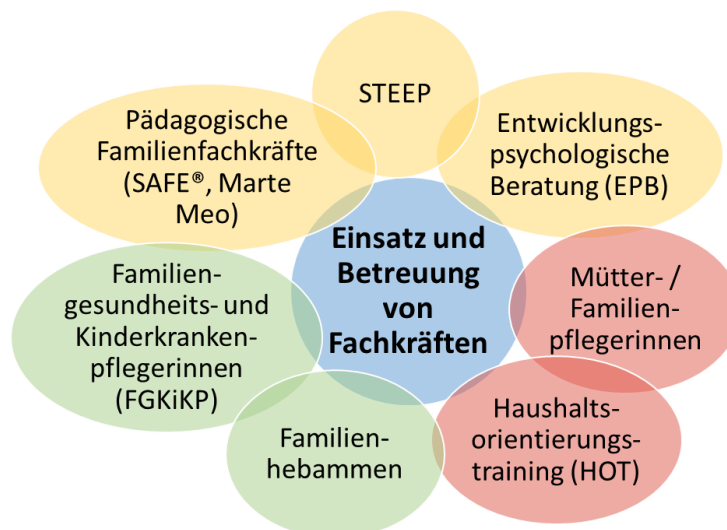 STEEP
Pädagogische
Familienfachkräfte
(SAFE®, Marte
Meo)
Entwicklungs-
psychologische
Beratung (EPB)
Einsatz und
Betreuung
von
Fachkräften
Familien-
gesundheits- und
Kinderkranken-
pflegerinnen
(FGKiKP)
Mütter- /
Familien-
pflegerinnen
Familien-
hebammen
Haushalts-
orientierungs-
training (HOT)